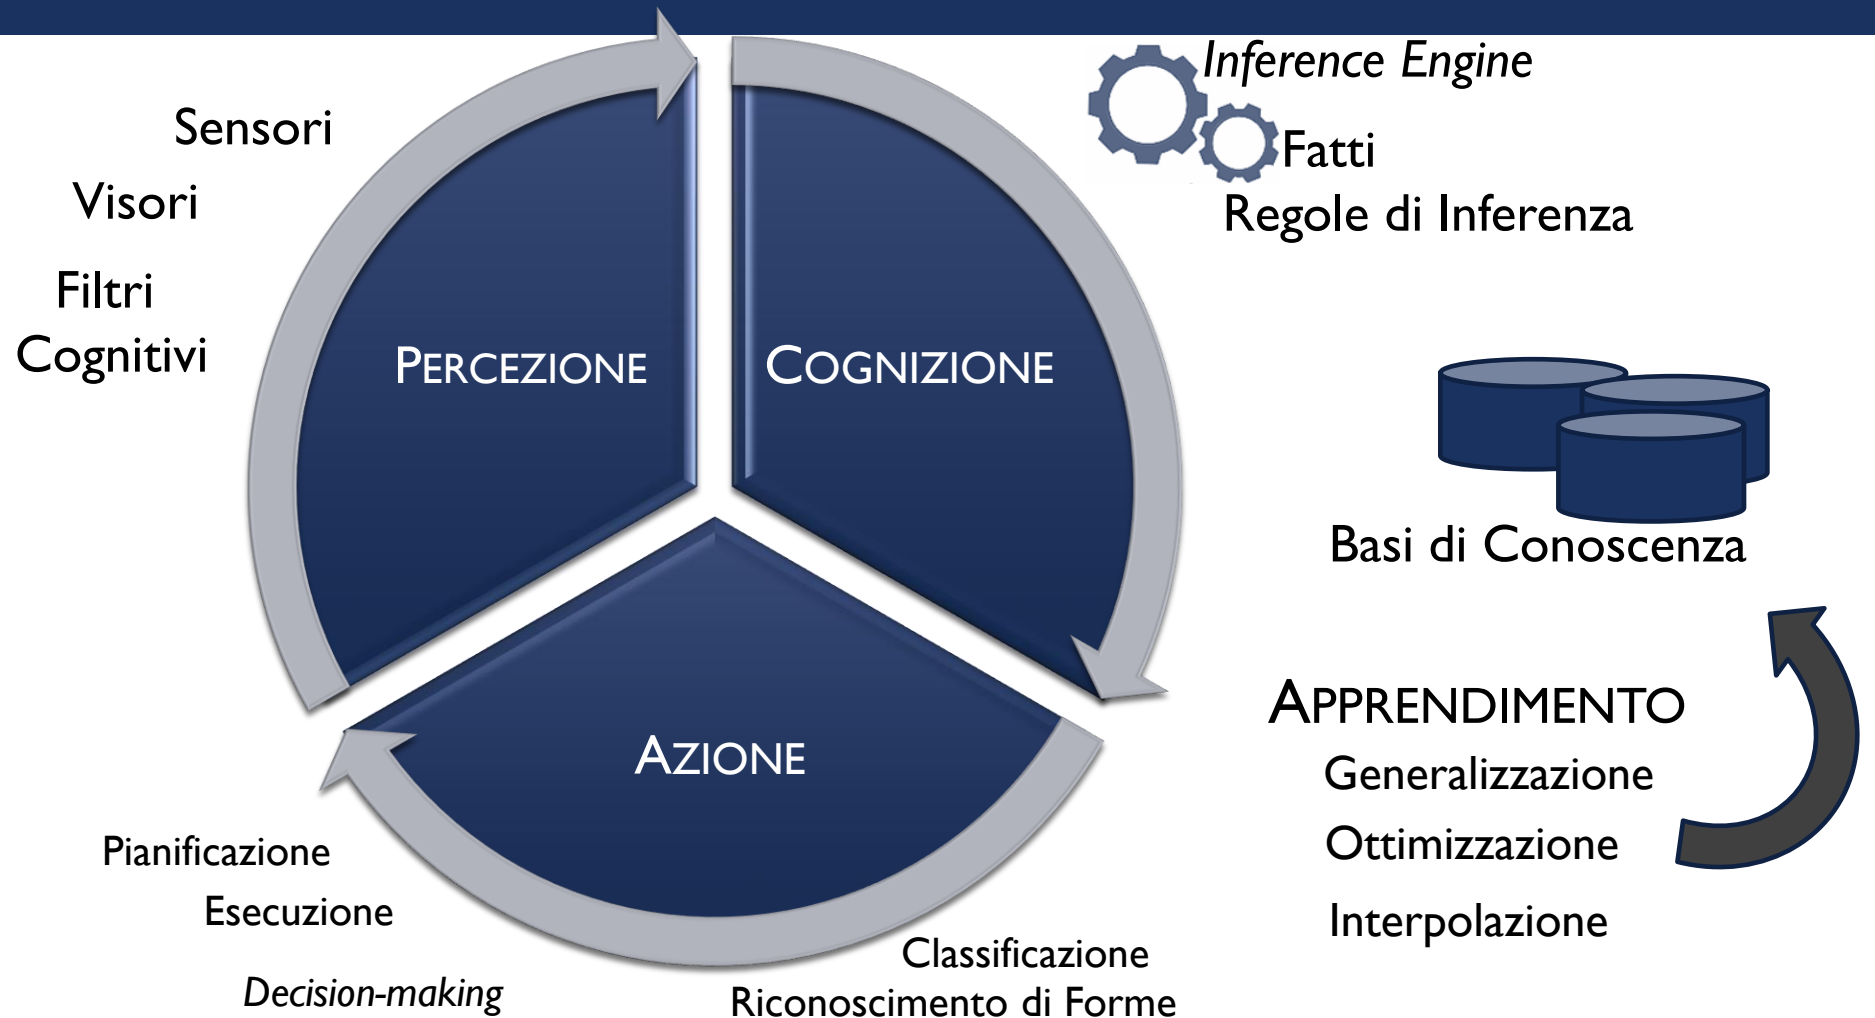 Inference Engine
Sensori
Fatti
Visori
Regole di Inferenza
Filtri
Cognitivi
PERCEZIONE
COGNIZIONE
Basi di Conoscenza
APPRENDIMENTO
AZIONE
Generalizzazione
Ottimizzazione
Pianificazione
Esecuzione
Interpolazione
Classificazione
Decision-making
Riconoscimento di Forme